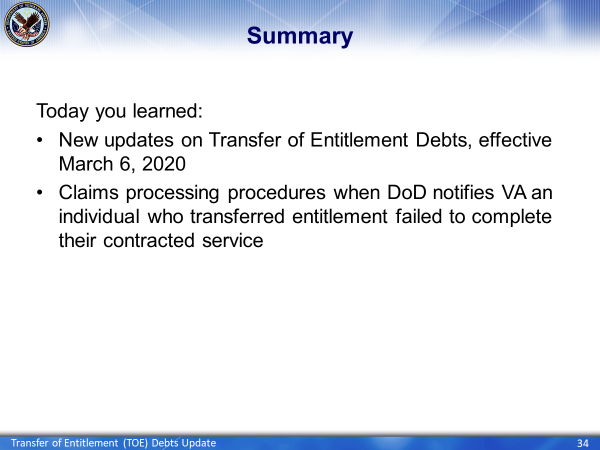 Summary
Today you learned:
• New updates on Transfer of Entitlement Debts, effective
March 6, 2020
• Claims processing procedures when DoD notifies VA an
individual who transferred entitlement failed to complete
their contracted service
Transfer of Entitlement (TOE) Debts Update
34